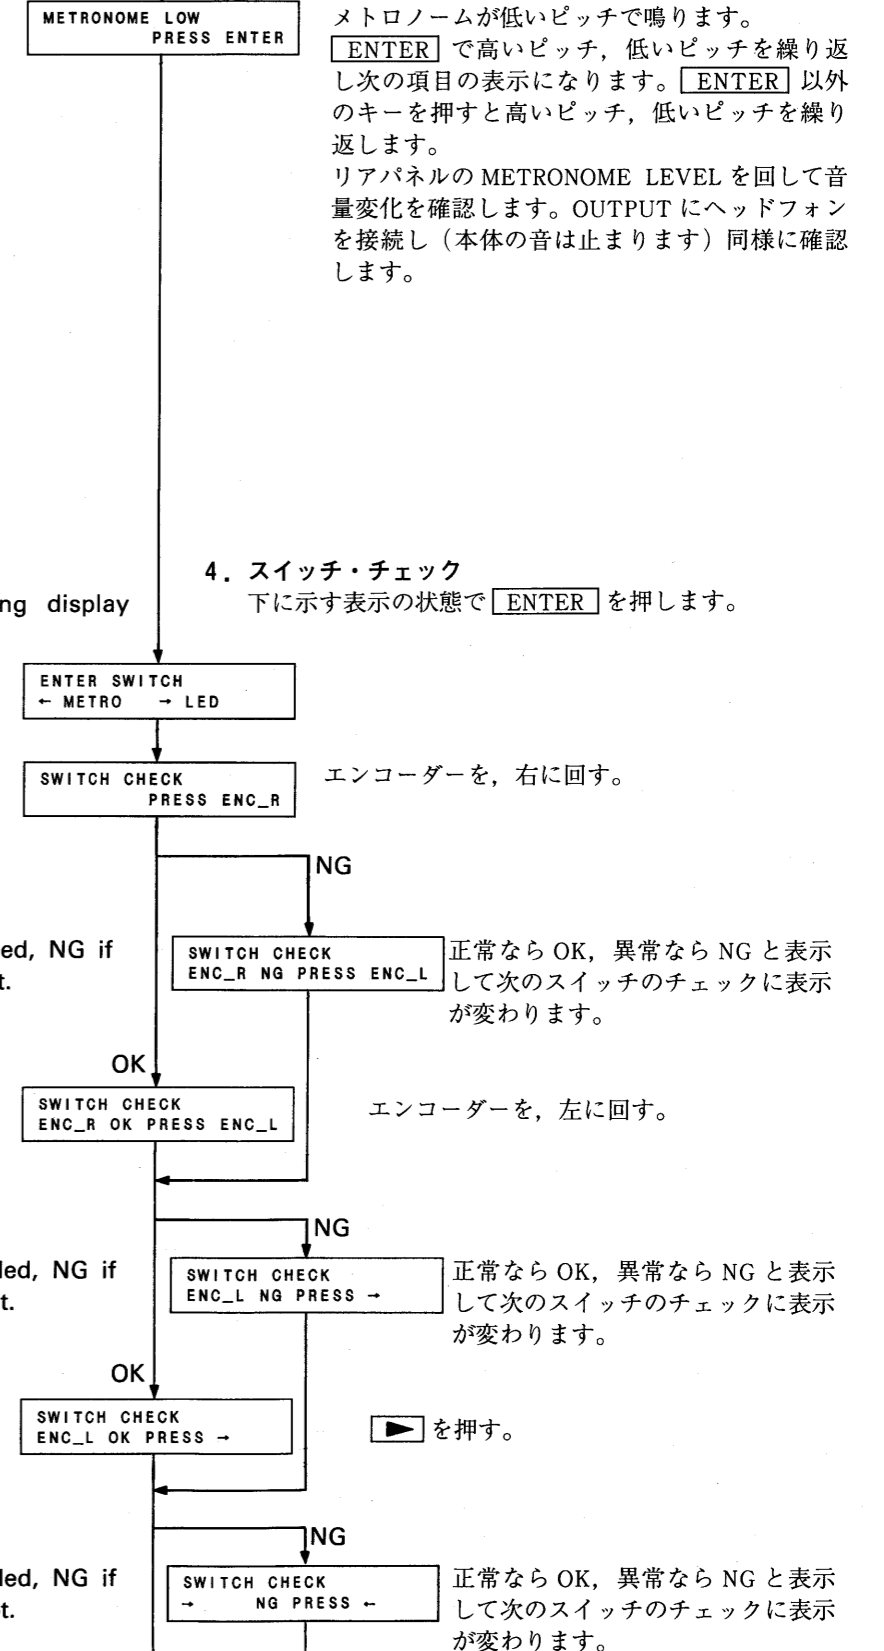 METRONOME LOW
PRESS ENTER
メトロノームが低いピッチで鳴ります。
ENTER で高いピッチ，低いピッチを繰り返
し次の項目の表示になります。 ENTER 以外
のキーを押すと高いピッチ，低いピッチを繰り
返します。
リアパネルの METRONOME LEVEL を回して音
量変化を確認します。OUTPUT にヘッドフォン
を接続し（本体の音は止まります）同様に確認
します。
4．スイッチ・チェック
ng display
下に示す表示の状態で ENTER を押します。
ENTER SWITCH
← METRO → LED
SWITCH CHECK
PRESS ENC_R
エンコーダーを，右に回す。
NG
ed, NG if
t.
SWITCH CHECK
ENC_R NG PRESS ENC_L
正常なら OK，異常なら NG と表示
して次のスイッチのチェックに表示
が変わります。
OK
SWITCH CHECK
ENC_R OK PRESS ENC_L
エンコーダーを，左に回す。
NG
led, NG if
t.
SWITCH CHECK
ENC_L NG PRESS →
正常なら OK，異常なら NG と表示
して次のスイッチのチェックに表示
が変わります。
OK
SWITCH CHECK
ENC_L OK PRESS →
▶ を押す。
NG
led, NG if
ot.
SWITCH CHECK
→ NG PRESS ←
正常なら OK，異常なら NG と表示
して次のスイッチのチェックに表示
が変わります。